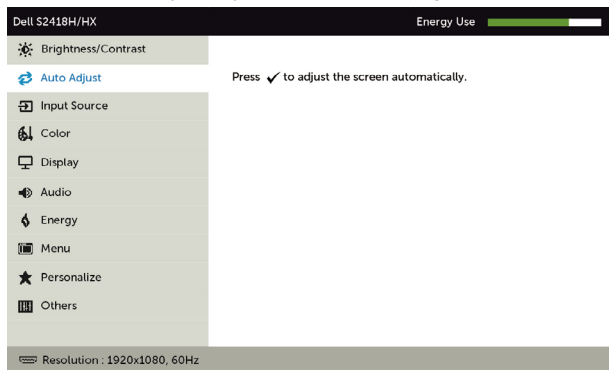 Dell S2418H/HX
Energy Use
Brightness/Contrast
Auto Adjust
Press ✓ to adjust the screen automatically.
Input Source
Color
Display
Audio
Energy
Menu
Personalize
Others
Resolution : 1920x1080, 60Hz